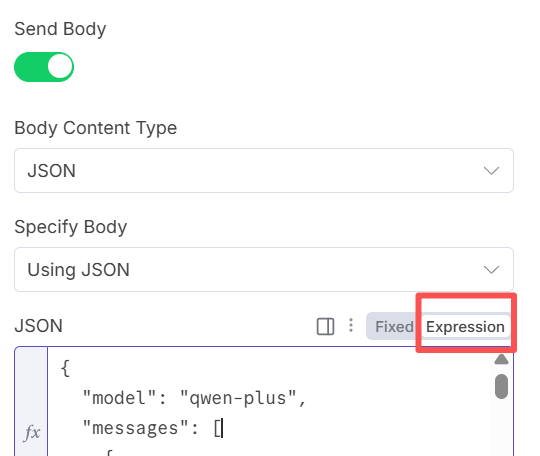 Send Body
Body Content Type
JSON
Specify Body
Using JSON
JSON Fixed Expression
{
"model": "qwen-plus",
"messages": [
fx